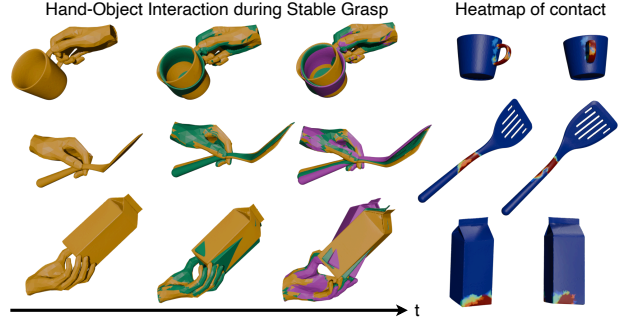 Hand-Object Interaction during Stable Grasp
Heatmap of contact
t